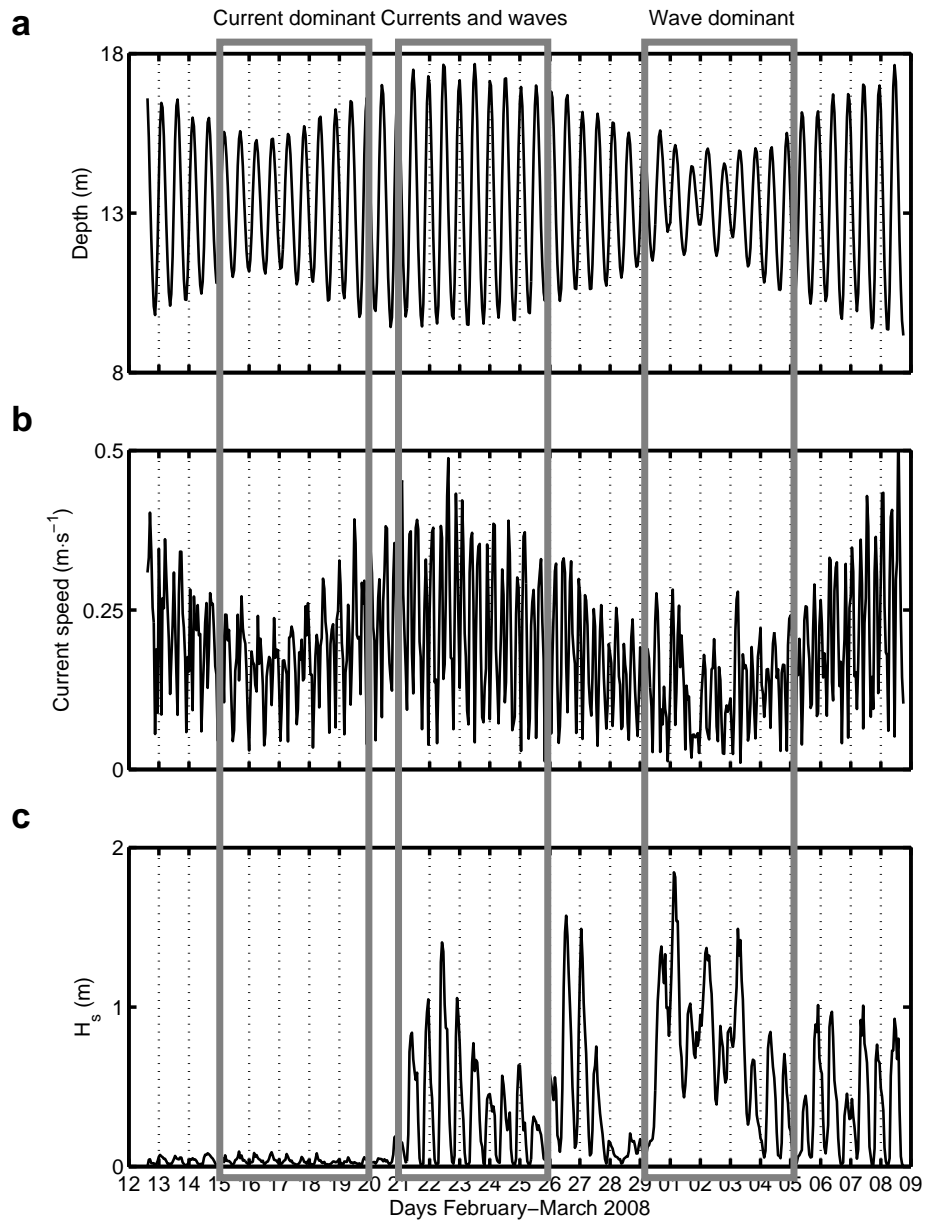 Current dominant Currents and waves Wave dominant
a
18
13
8
Depth (m)
b
0.5
0.25
0
Current speed (m·s−1)
c
2
1
0
Hs (m)
12 13 14 15 16 17 18 19 20 21 22 23 24 25 26 27 28 29 01 02 03 04 05 06 07 08 09
Days February–March 2008